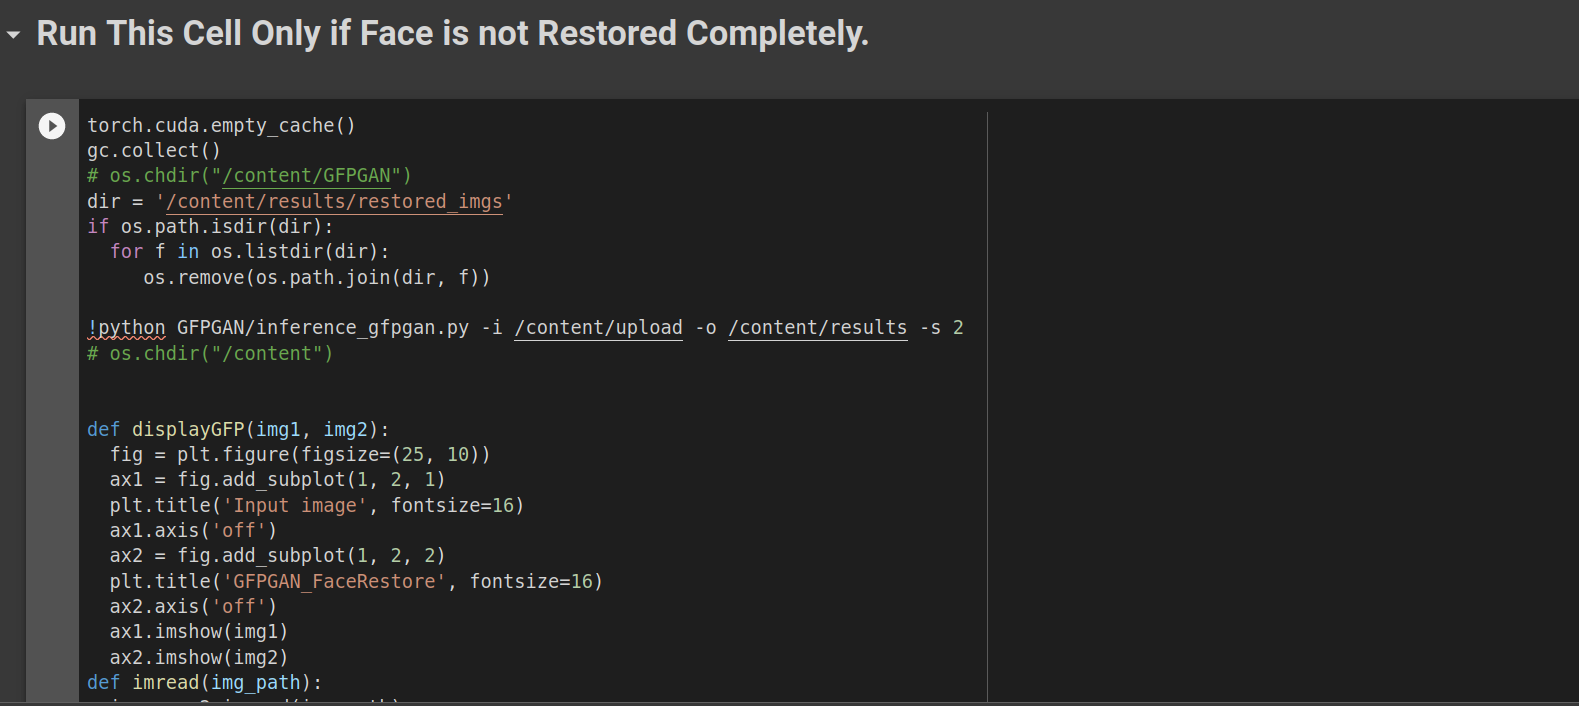 Run This Cell Only if Face is not Restored Completely.
torch.cuda.empty_cache()
gc.collect()
# os.chdir("/content/GFPGAN")
dir = '/content/results/restored_imgs'
if os.path.isdir(dir):
  for f in os.listdir(dir):
     os.remove(os.path.join(dir, f))
!python GFPGAN/inference_gfpgan.py -i /content/upload -o /content/results -s 2
# os.chdir("/content")
def displayGFP(img1, img2):
  fig = plt.figure(figsize=(25, 10))
  ax1 = fig.add_subplot(1, 2, 1)
  plt.title('Input image', fontsize=16)
  ax1.axis('off')
  ax2 = fig.add_subplot(1, 2, 2)
  plt.title('GFPGAN_FaceRestore', fontsize=16)
  ax2.axis('off')
  ax1.imshow(img1)
  ax2.imshow(img2)
def imread(img_path):